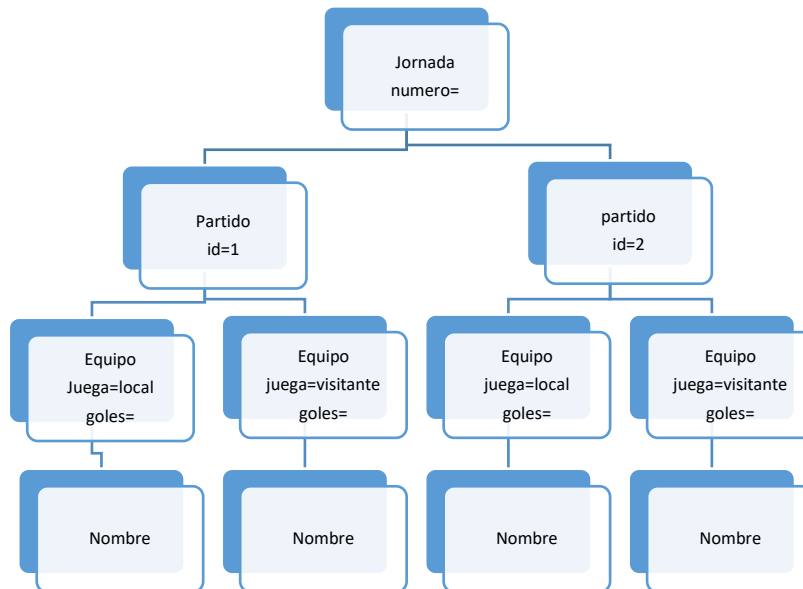 Jornada
numero=
Partido
id=1
partido
id=2
Equipo
Juega=local
goles=
Equipo
juega=visitante
goles=
Equipo
juega=local
goles=
Equipo
juega=visitante
goles=
Nombre
Nombre
Nombre
Nombre